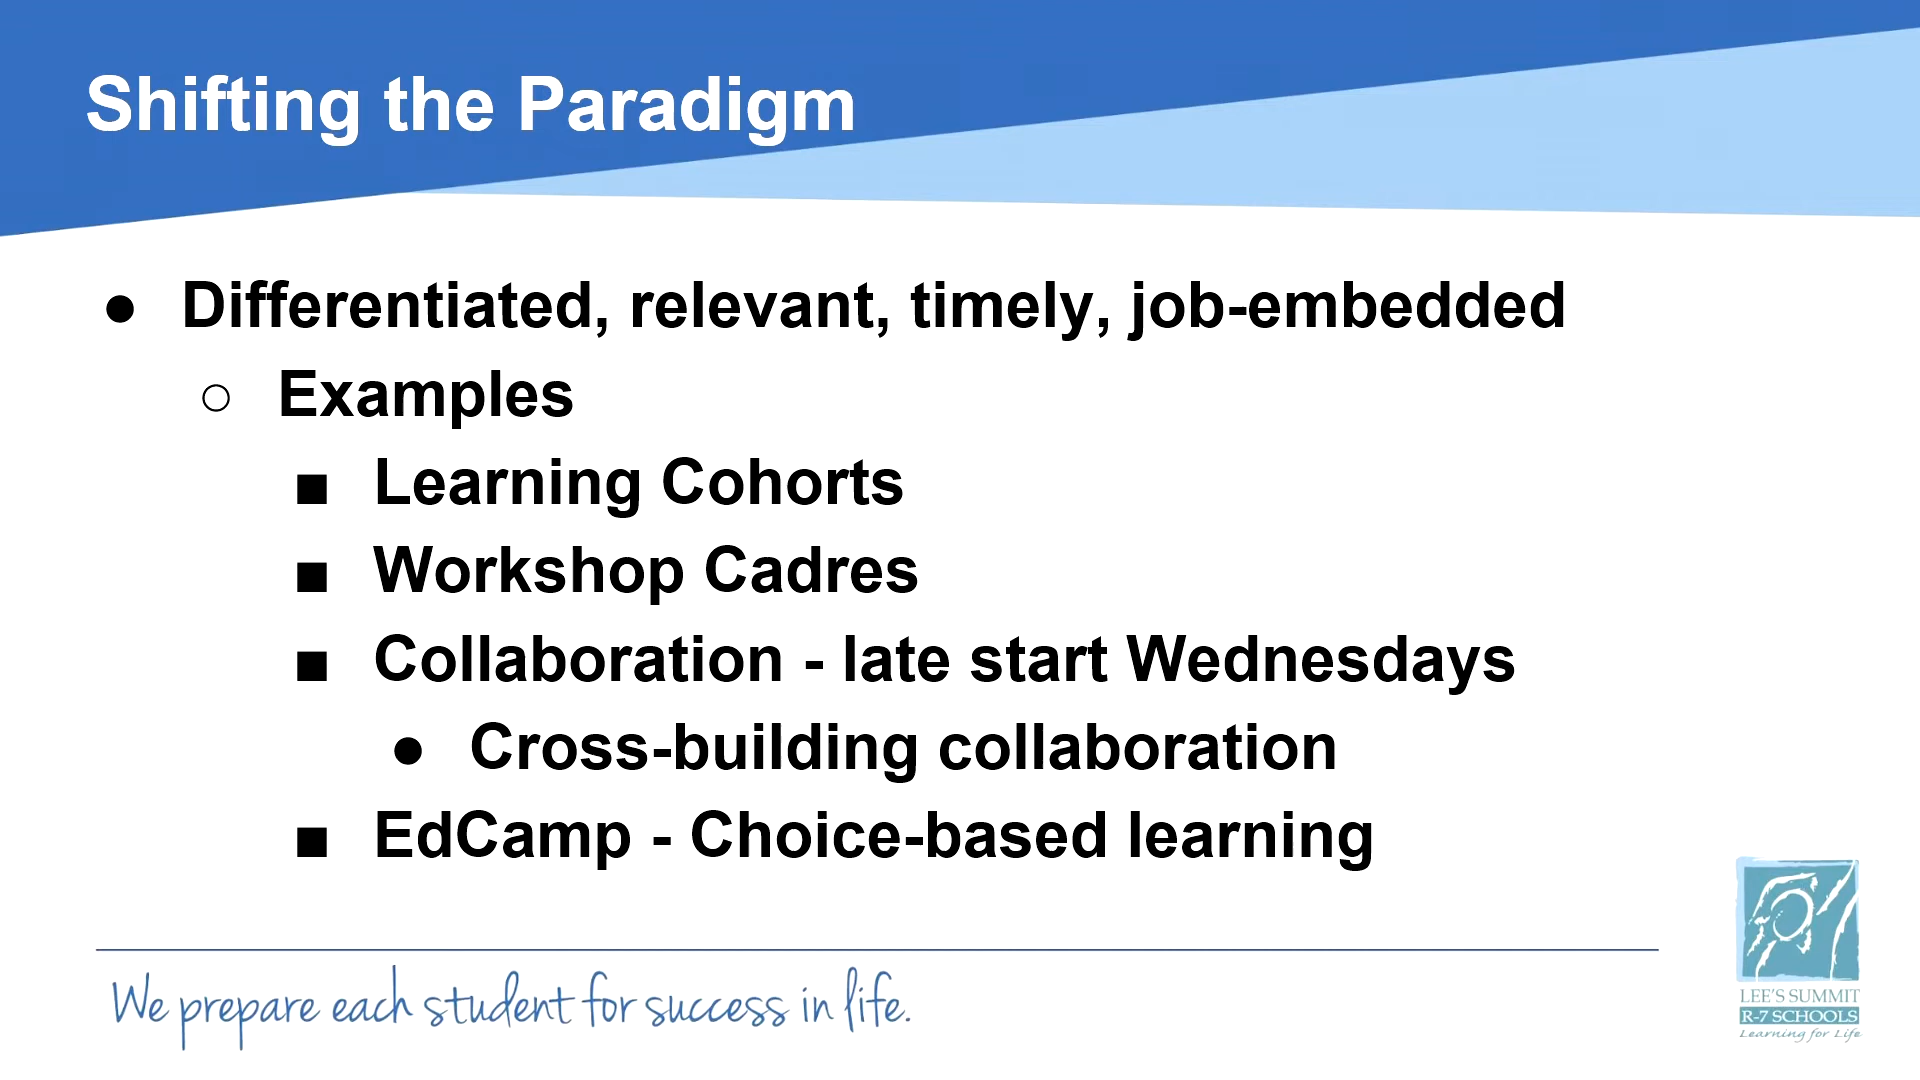 Shifting the Paradigm
● Differentiated, relevant, timely, job-embedded
○ Examples
■ Learning Cohorts
■ Workshop Cadres
■ Collaboration - late start Wednesdays
● Cross-building collaboration
■ EdCamp - Choice-based learning
We prepare each student for success in life.
LEE'S SUMMIT
R-7 SCHOOLS
Learning for Life